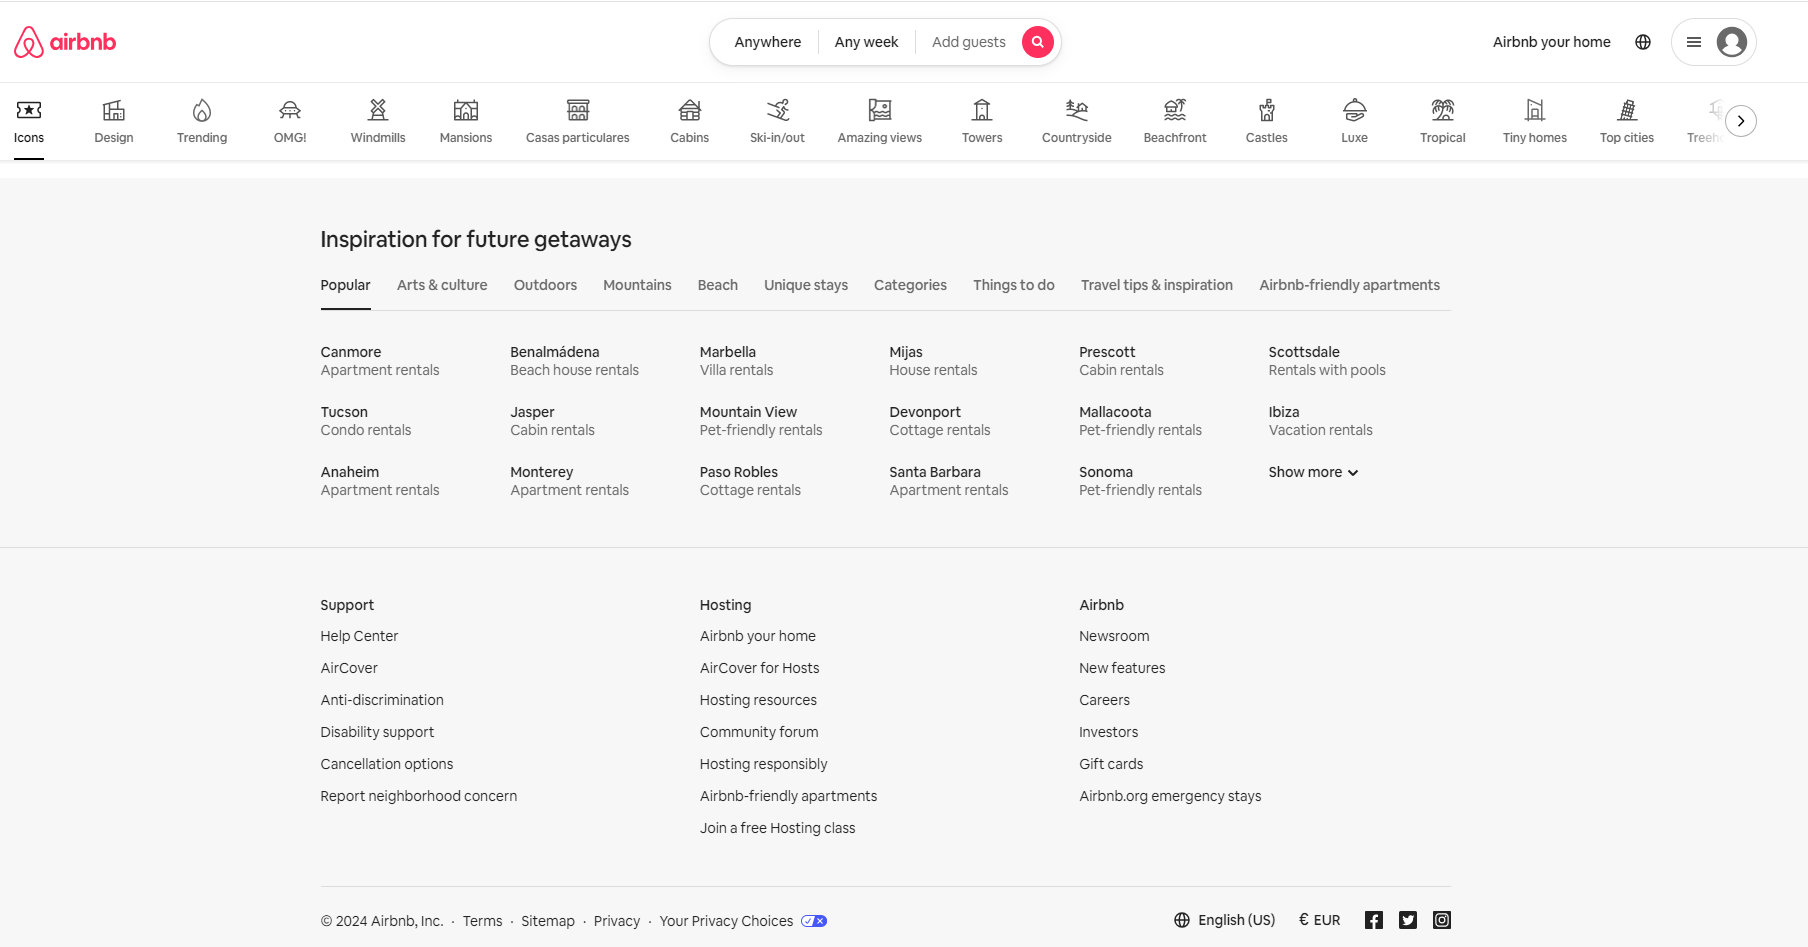 airbnb
Anywhere Any week Add guests
Airbnb your home
Icons Design Trending OMG! Windmills Mansions Casas particulares Cabins Ski-in/out Amazing views Towers Countryside Beachfront Castles Luxe Tropical Tiny homes Top cities
Inspiration for future getaways
Popular Arts & culture Outdoors Mountains Beach Unique stays Categories Things to do Travel tips & inspiration Airbnb-friendly apartments
Canmore Benalmádena Marbella Mijas Prescott Scottsdale
Apartment rentals Beach house rentals Villa rentals House rentals Cabin rentals Rentals with pools
Tucson Jasper Mountain View Devonport Mallacoota Ibiza
Condo rentals Cabin rentals Pet-friendly rentals Cottage rentals Pet-friendly rentals Vacation rentals
Anaheim Monterey Paso Robles Santa Barbara Sonoma Show more
Apartment rentals Apartment rentals Cottage rentals Apartment rentals Pet-friendly rentals
Support
Help Center
AirCover
Anti-discrimination
Disability support
Cancellation options
Report neighborhood concern
Hosting
Airbnb your home
AirCover for Hosts
Hosting resources
Community forum
Hosting responsibly
Airbnb-friendly apartments
Join a free Hosting class
Airbnb
Newsroom
New features
Careers
Investors
Gift cards
Airbnb.org emergency stays
© 2024 Airbnb, Inc. · Terms · Sitemap · Privacy · Your Privacy Choices
English (US) € EUR